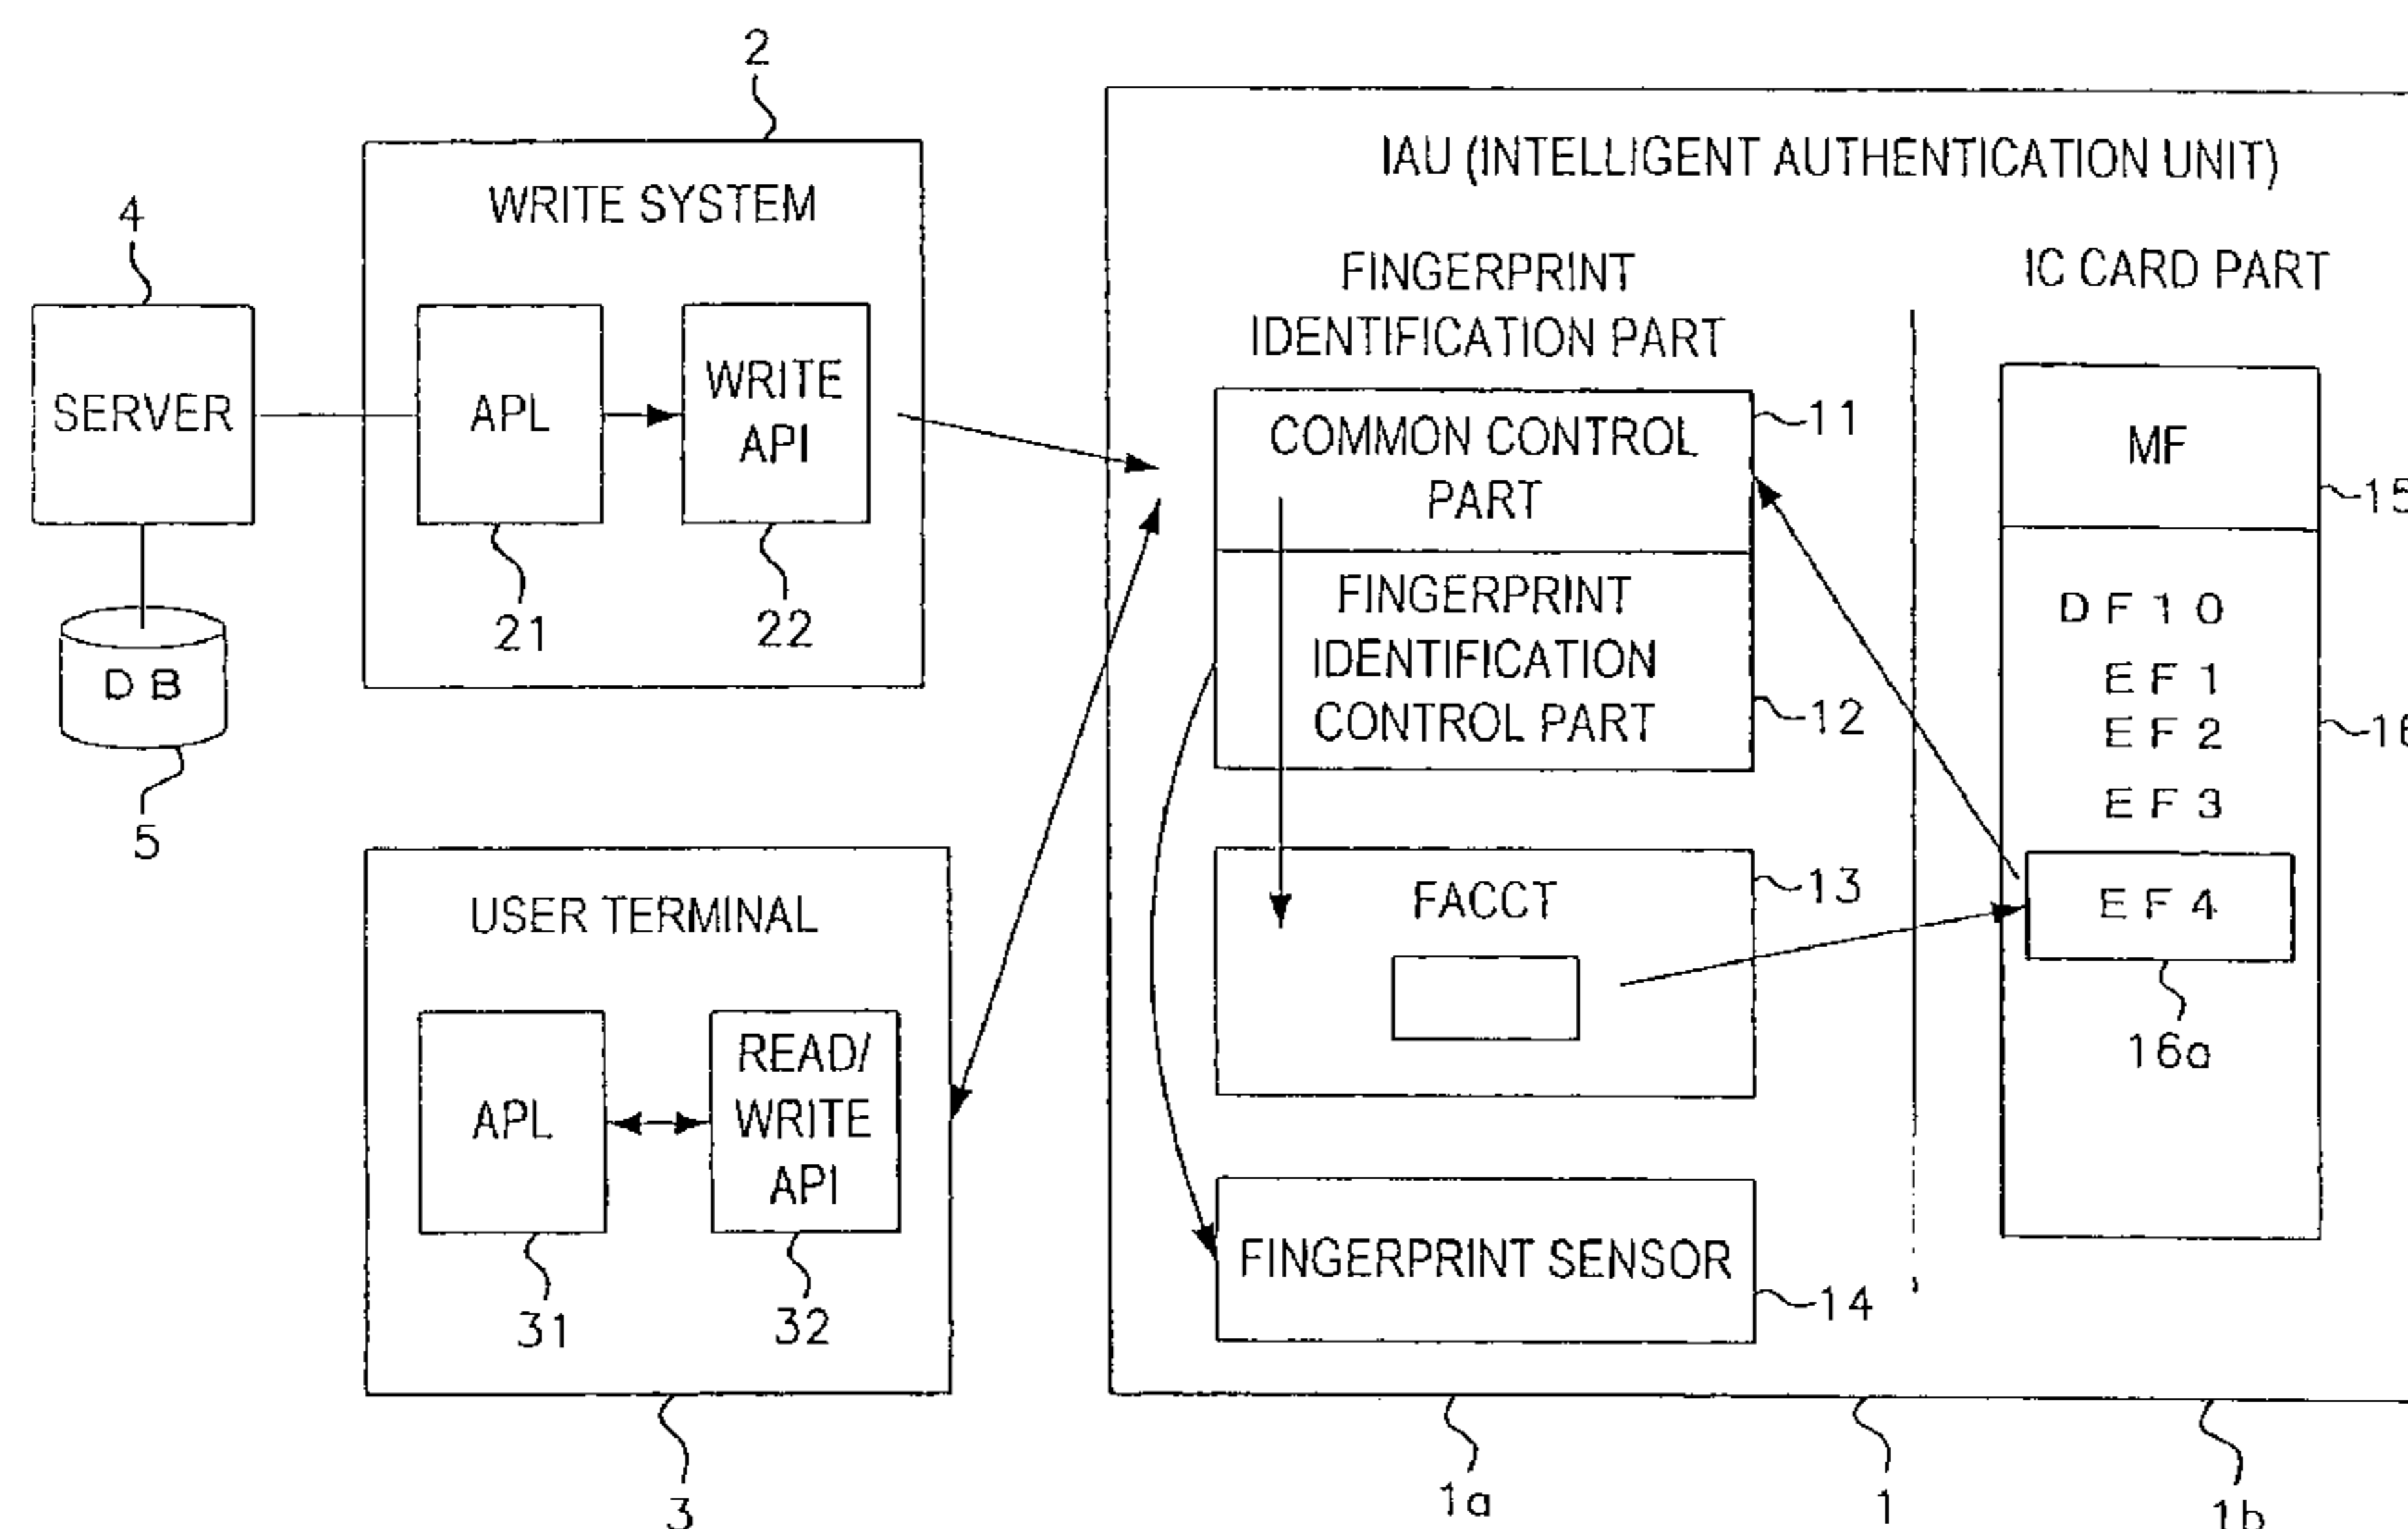 2
IAU (INTELLIGENT AUTHENTICATION UNIT)
WRITE SYSTEM
4
FINGERPRINT
IDENTIFICATION PART
IC CARD PART
SERVER
APL
WRITE
API
COMMON CONTROL
PART
11
MF
15
21
22
DB
5
FINGERPRINT
IDENTIFICATION
CONTROL PART
12
DF10
EF1
EF2
EF3
16
USER TERMINAL
FACCT
13
EF4
16a
APL
READ/
WRITE
API
31
32
FINGERPRINT SENSOR
14
3
1a
1
1b